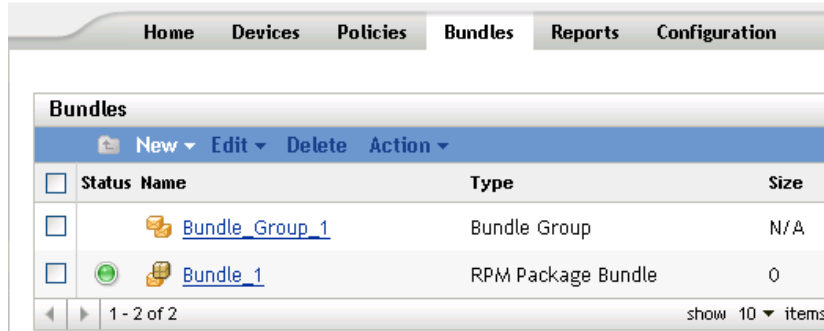 Home Devices Policies Bundles Reports Configuration
Bundles
New Edit Delete Action
Status Name Type Size
Bundle_Group_1 Bundle Group N/A
Bundle_1 RPM Package Bundle 0
1 - 2 of 2 show 10 items